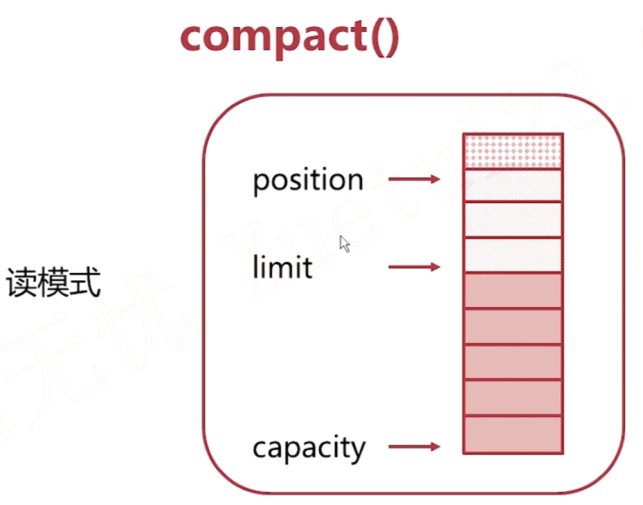 compact()
position
limit
读模式
capacity